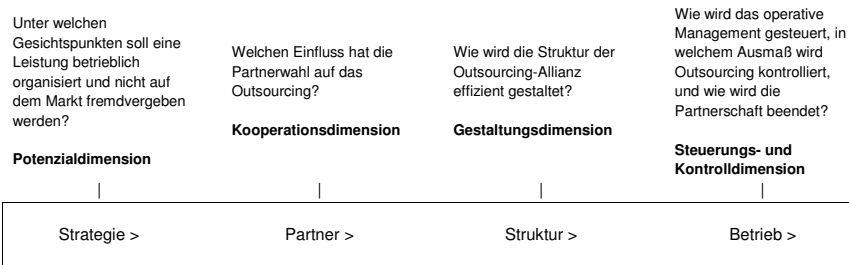 Unter welchen
Gesichtspunkten soll eine
Leistung betrieblich
organisiert und nicht auf
dem Markt fremdvergeben
werden?
Potenzialdimension
Welchen Einfluss hat die
Partnerwahl auf das
Outsourcing?
Kooperationsdimension
Wie wird die Struktur der
Outsourcing-Allianz
effizient gestaltet?
Gestaltungsdimension
Wie wird das operative
Management gesteuert, in
welchem Ausmaß wird
Outsourcing kontrolliert,
und wie wird die
Partnerschaft beendet?
Steuerungs- und
Kontrolldimension
Strategie >
Partner >
Struktur >
Betrieb >